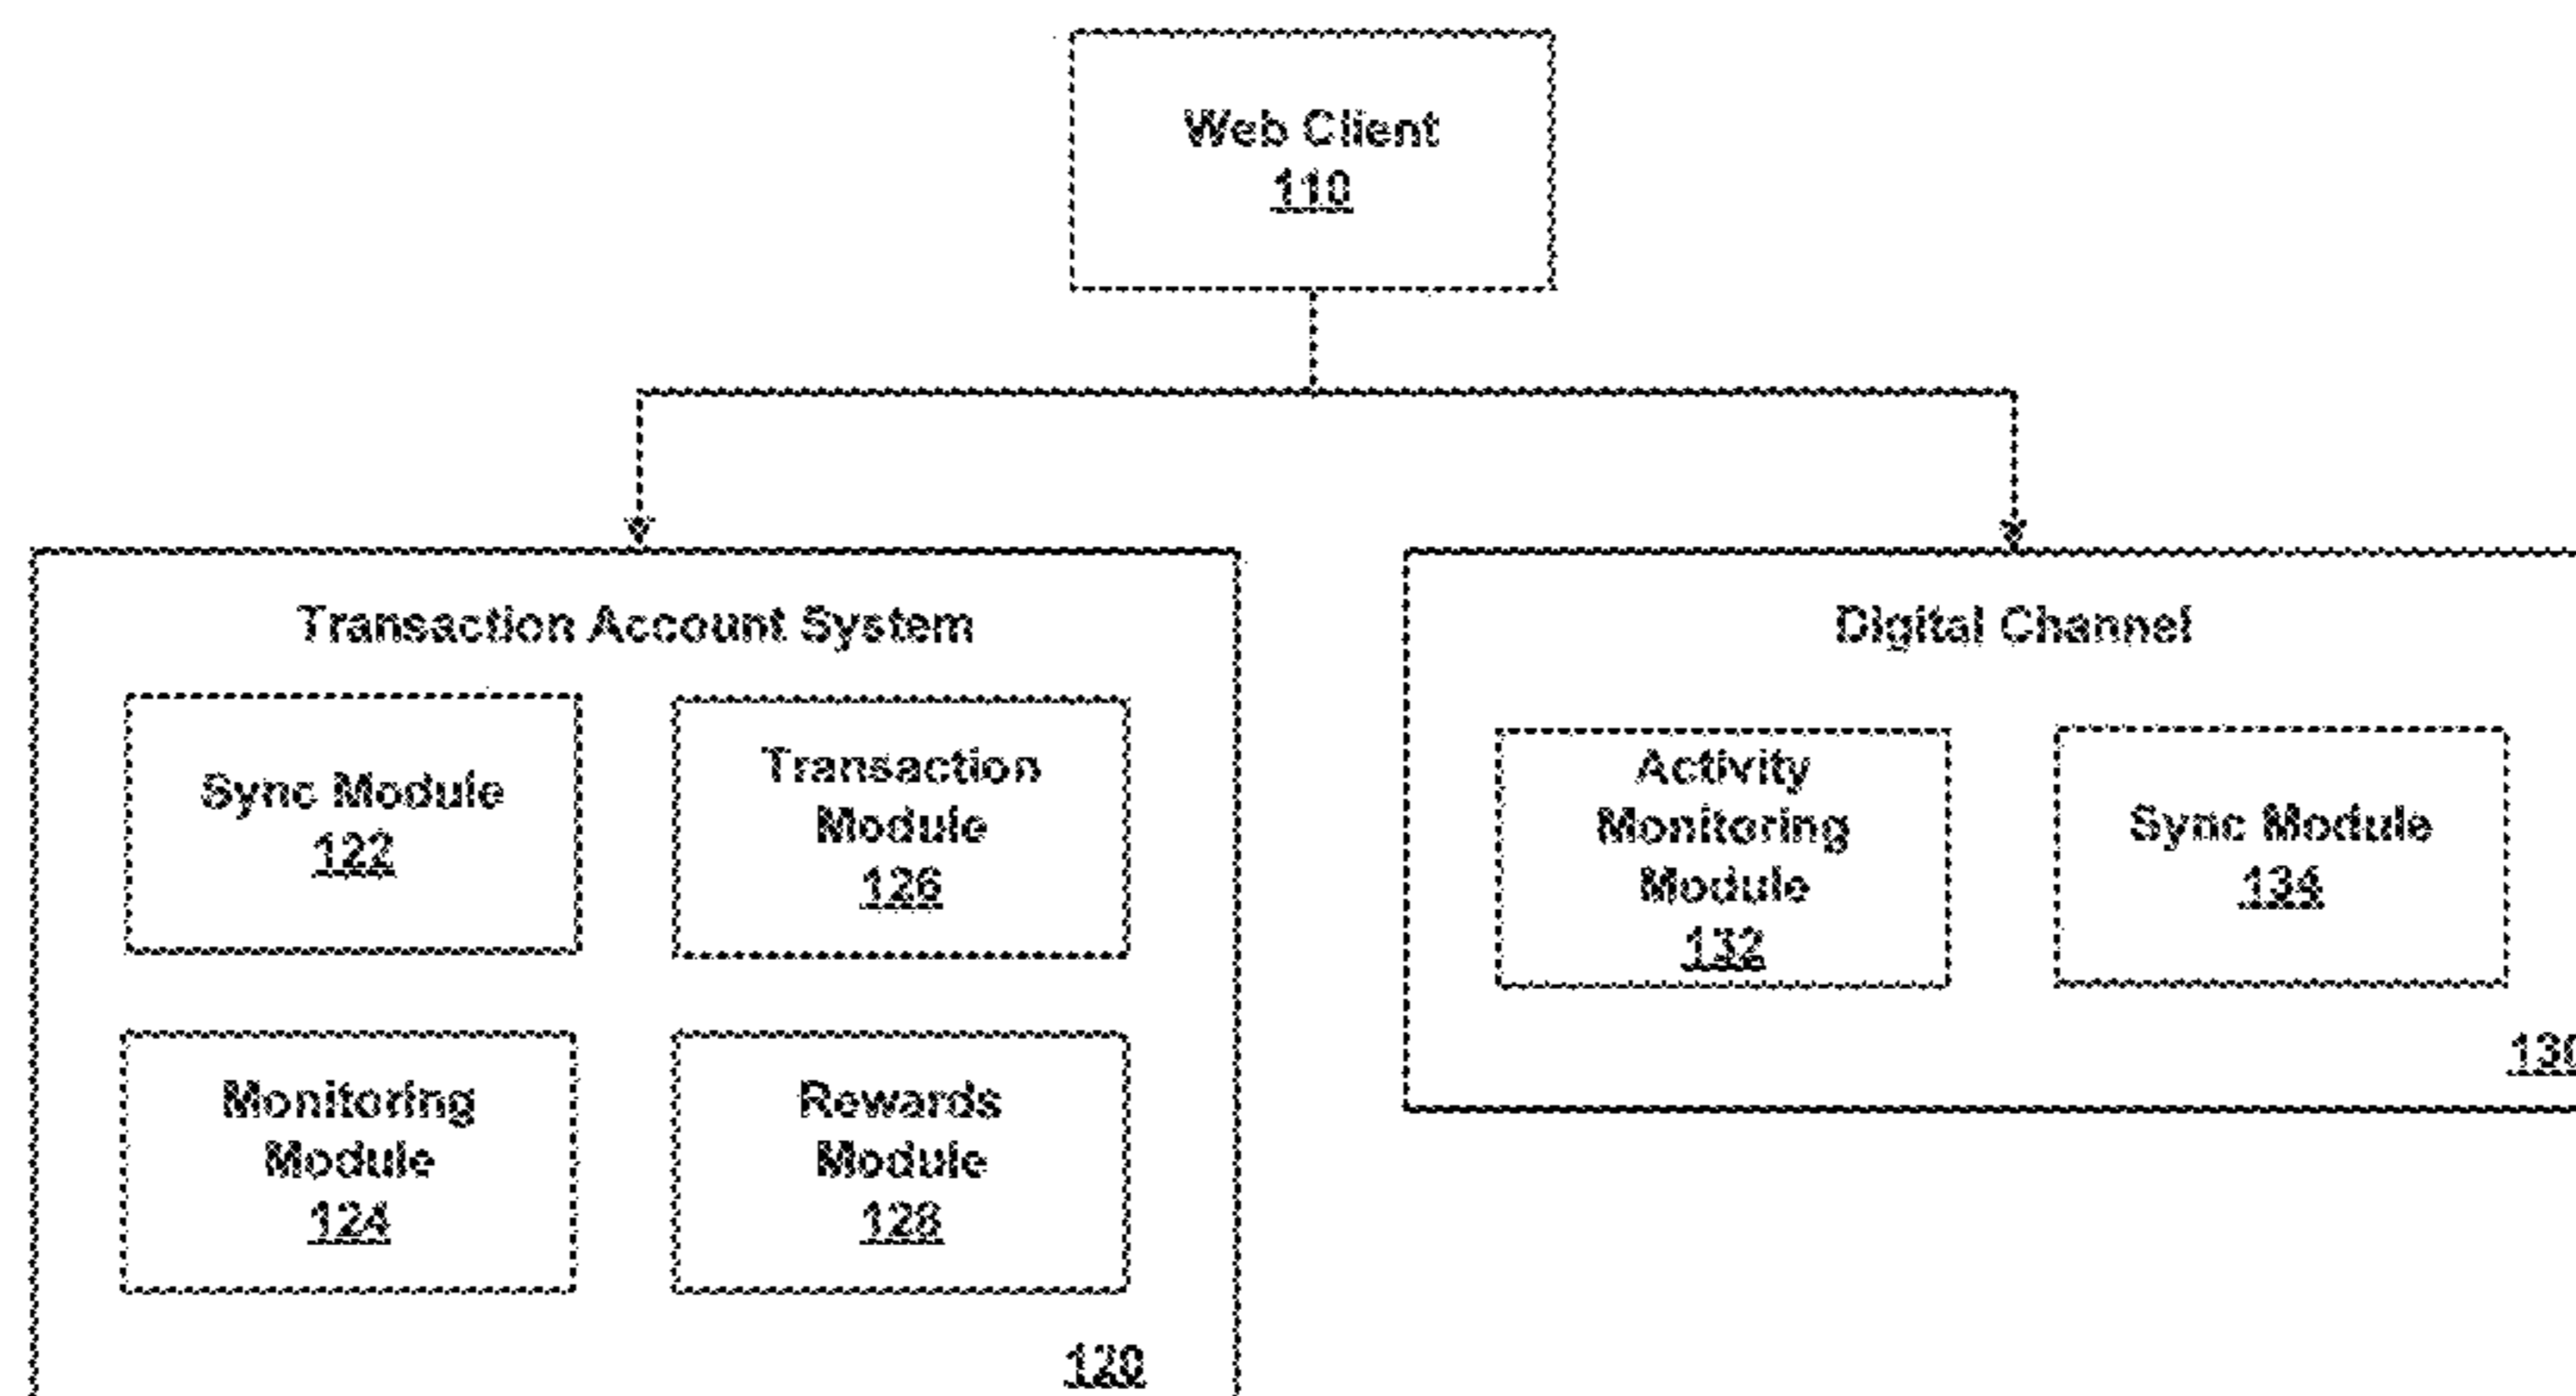 Web Client
110
Transaction Account System
Sync Module
122
Transaction
Module
126
Monitoring
Module
124
Rewards
Module
128
120
Digital Channel
Activity
Monitoring
Module
132
Sync Module
134
130